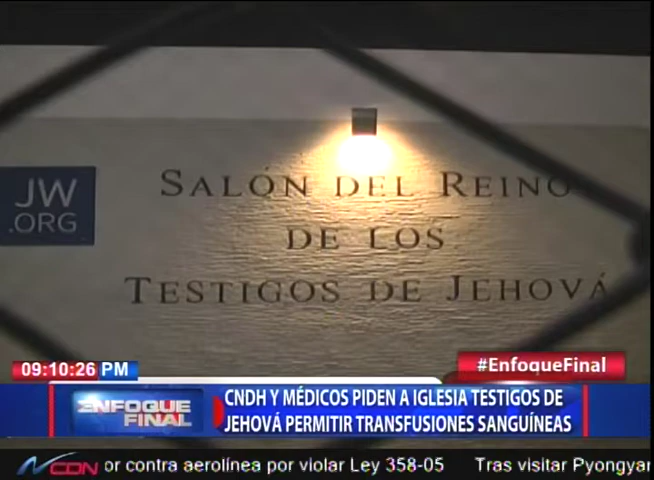 JW
.ORG
SALÓN DEL REINO
DE LOS
TESTIGOS DE JEHOVÁ
09:10:26 PM
#EnfoqueFinal
ENFOQUE
FINAL
CNDH Y MÉDICOS PIDEN A IGLESIA TESTIGOS DE
JEHOVÁ PERMITIR TRANSFUSIONES SANGUÍNEAS
CDN or contra aerolínea por violar Ley 358-05 Tras visitar Pyongyan